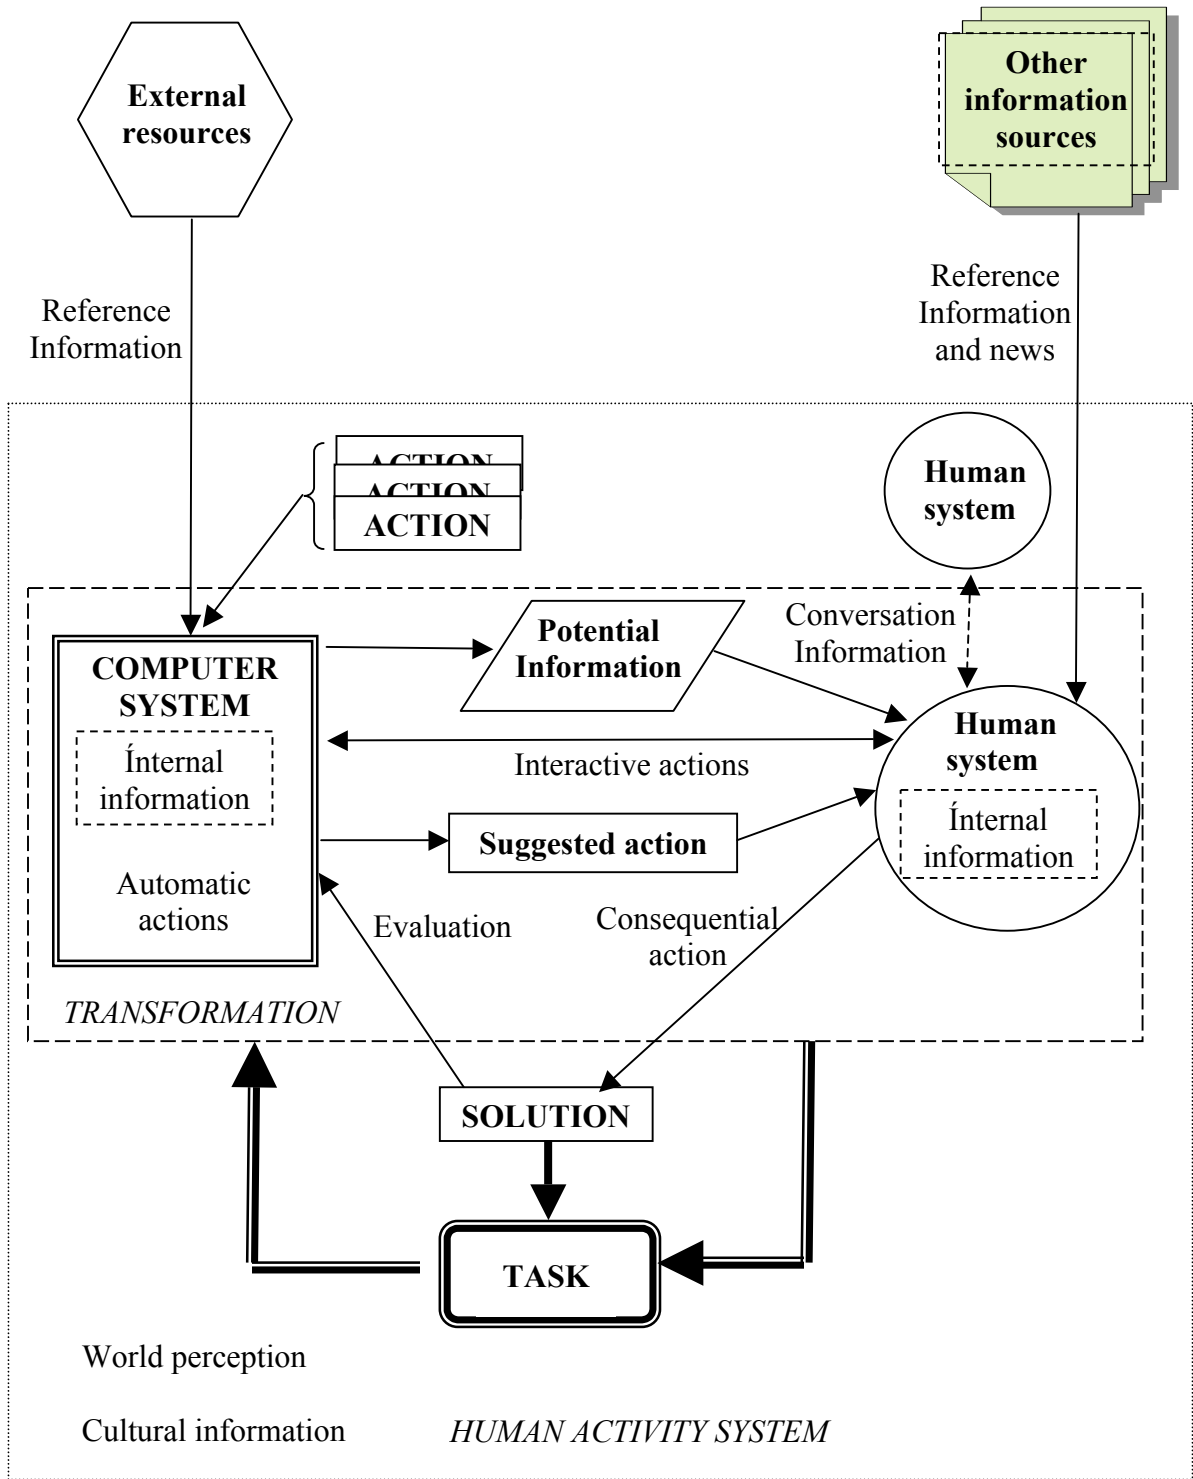 External
resources
Other
information
sources
Reference
Information
Reference
Information
and news
ACTION
ACTION
ACTION
Human
system
Conversation
Information
Potential
Information
COMPUTER
SYSTEM
Ínternal
information
Automatic
actions
Interactive actions
Human
system
Ínternal
information
Suggested action
Evaluation
Consequential
action
TRANSFORMATION
SOLUTION
TASK
World perception
Cultural information
HUMAN ACTIVITY SYSTEM